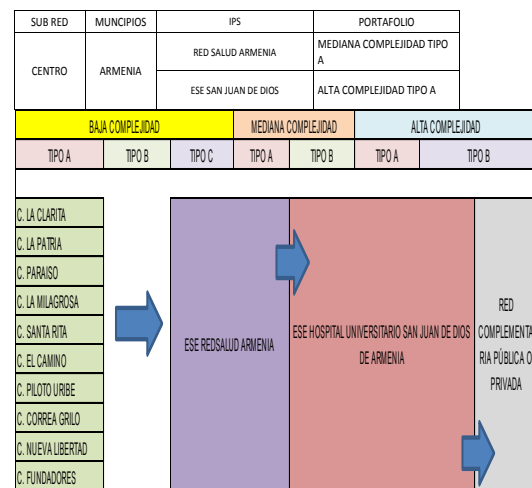 SUB RED MUNCIPIOS IPS PORTAFOLIO
CENTRO ARMENIA RED SALUD ARMENIA MEDIANA COMPLEJIDAD TIPO
A
ESE SAN JUAN DE DIOS ALTA COMPLEJIDAD TIPO A
BAJA COMPLEJIDAD MEDIANA COMPLEJIDAD ALTA COMPLEJIDAD
TIPO A TIPO B TIPO C TIPO A TIPO B TIPO A TIPO B
C. LA CLARITA
C. LA PATRIA
C. PARAISO
C. LA MILAGROSA
C. SANTA RITA
C. EL CAMINO
C. PILOTO URIBE
C. CORREA GRILO
C. NUEVA LIBERTAD
C. FUNDADORES
ESE REDSALUD ARMENIA
ESE HOSPITAL UNIVERSITARIO SAN JUAN DE DIOS
DE ARMENIA
RED
COMPLEMENTA
RIA PÚBLICA O
PRIVADA